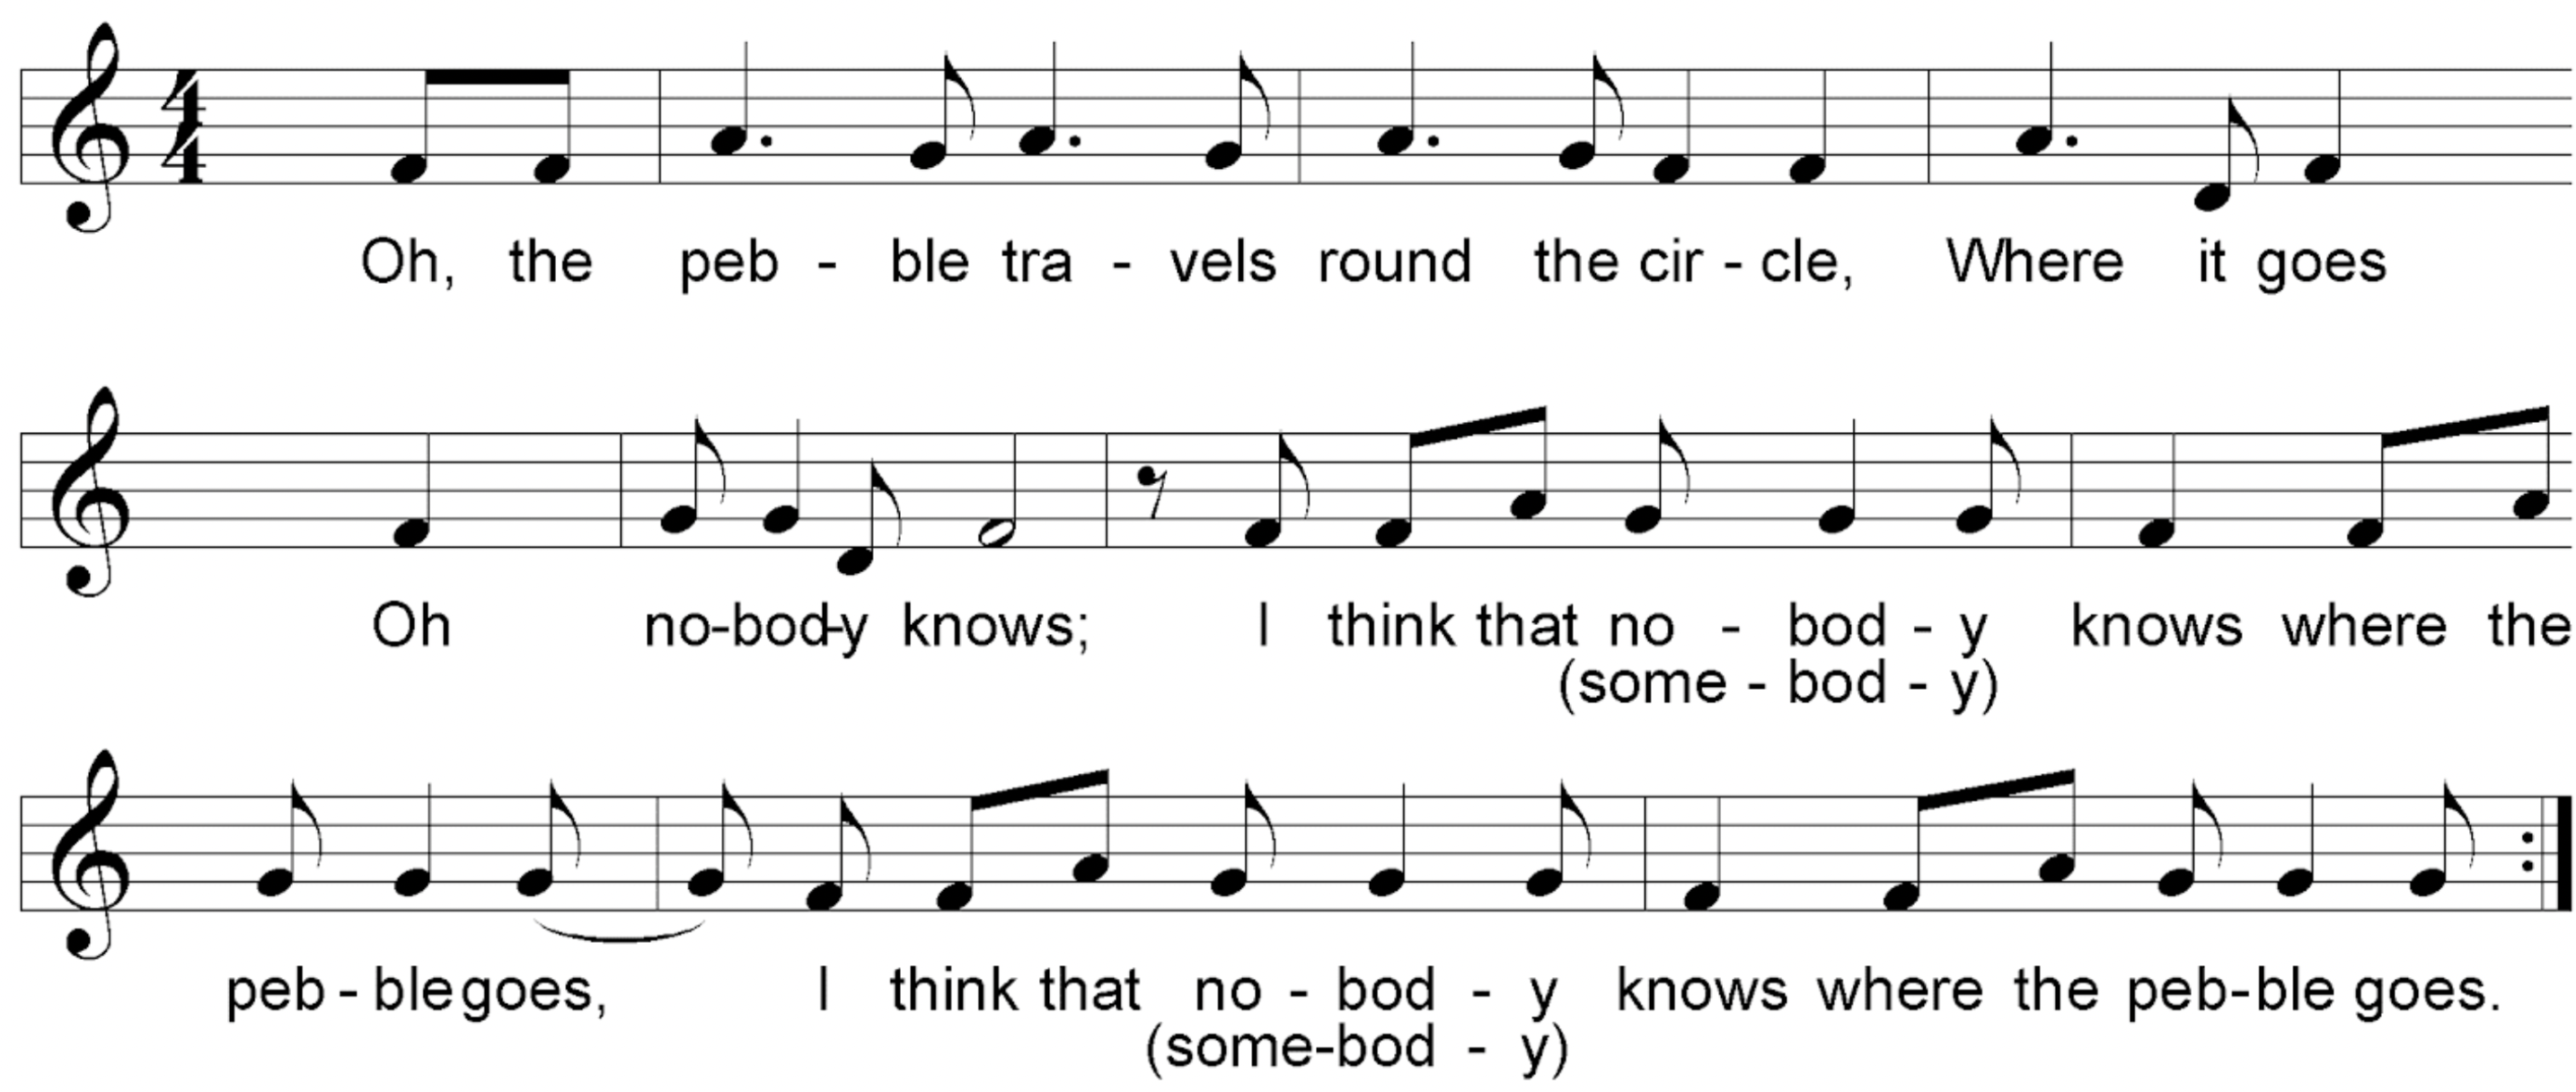 4
4
Oh, the peb - ble tra - vels round the cir - cle, Where it goes
Oh no-bod-y knows; I think that no - bod - y knows where the
(some - bod - y)
peb - ble goes, I think that no - bod - y knows where the peb-ble goes.
(some-bod - y)